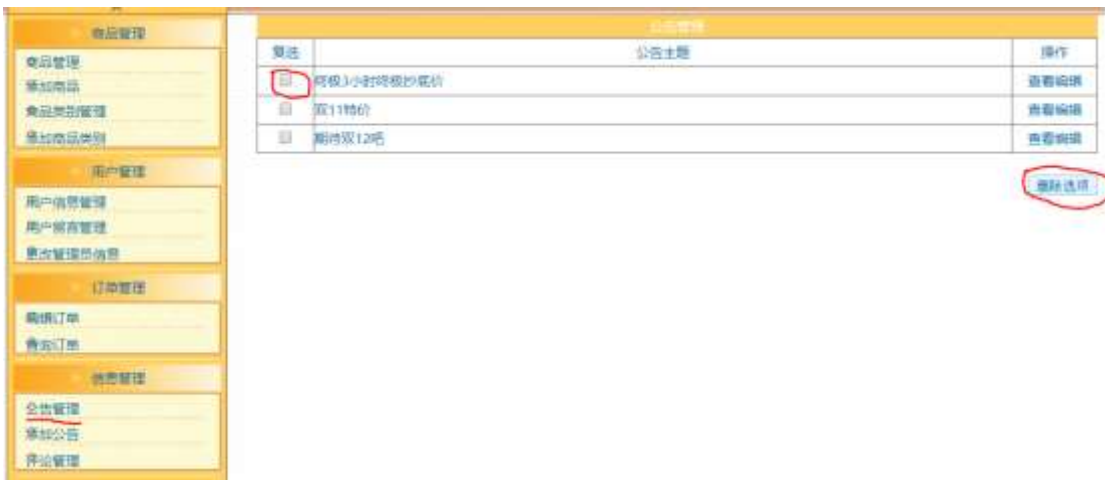 商品管理
商品管理
添加商品
商品类别管理
添加商品类别
用户管理
用户信息管理
用户留言管理
更改管理员信息
订单管理
编辑订单
查询订单
信息管理
公告管理
添加公告
评论管理
公告管理
复选 公告主题 操作
终极3小时终极抄底价 查看编辑
双11特价 查看编辑
期待双12吧 查看编辑
删除选项